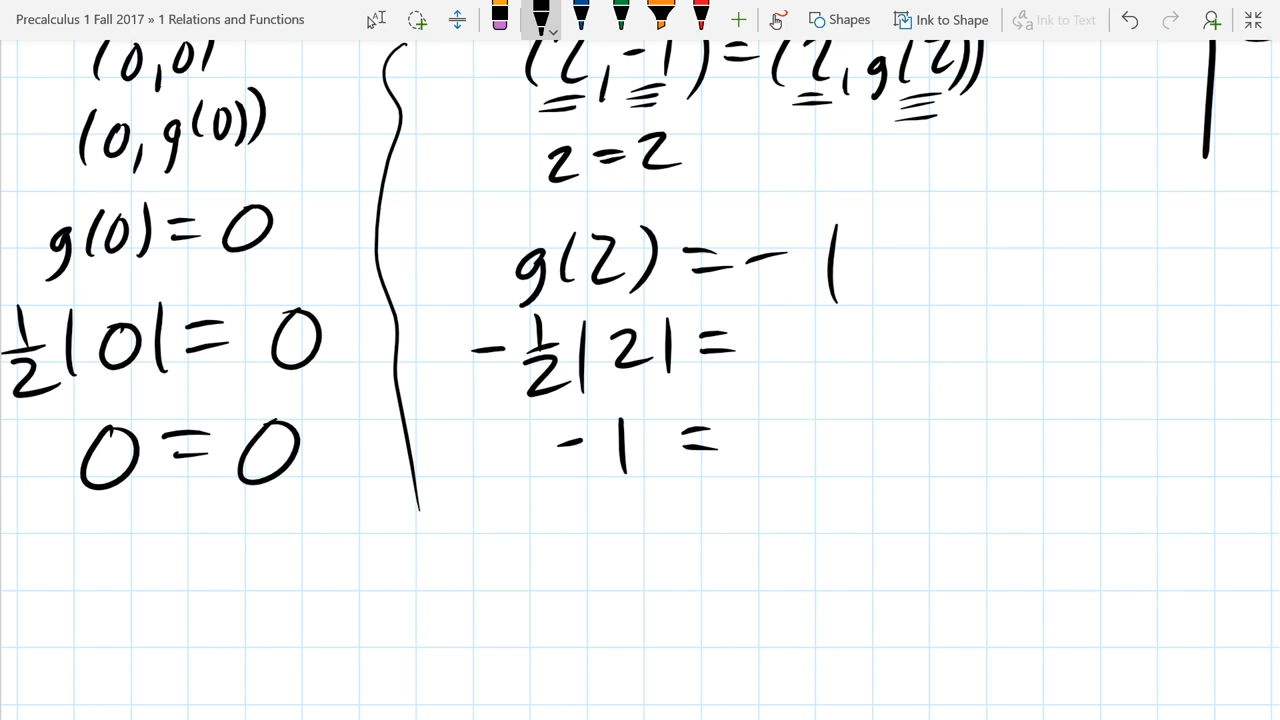 Precalculus 1 Fall 2017 » 1 Relations and Functions
Shapes
Ink to Shape
Ink to Text
(0,0)
(0, g(0))
g(0) = 0
1/2|0| = 0
0 = 0
(2, -1) = (2, g(2))
2 = 2
g(2) = -1
-1/2|2| =
-1 =